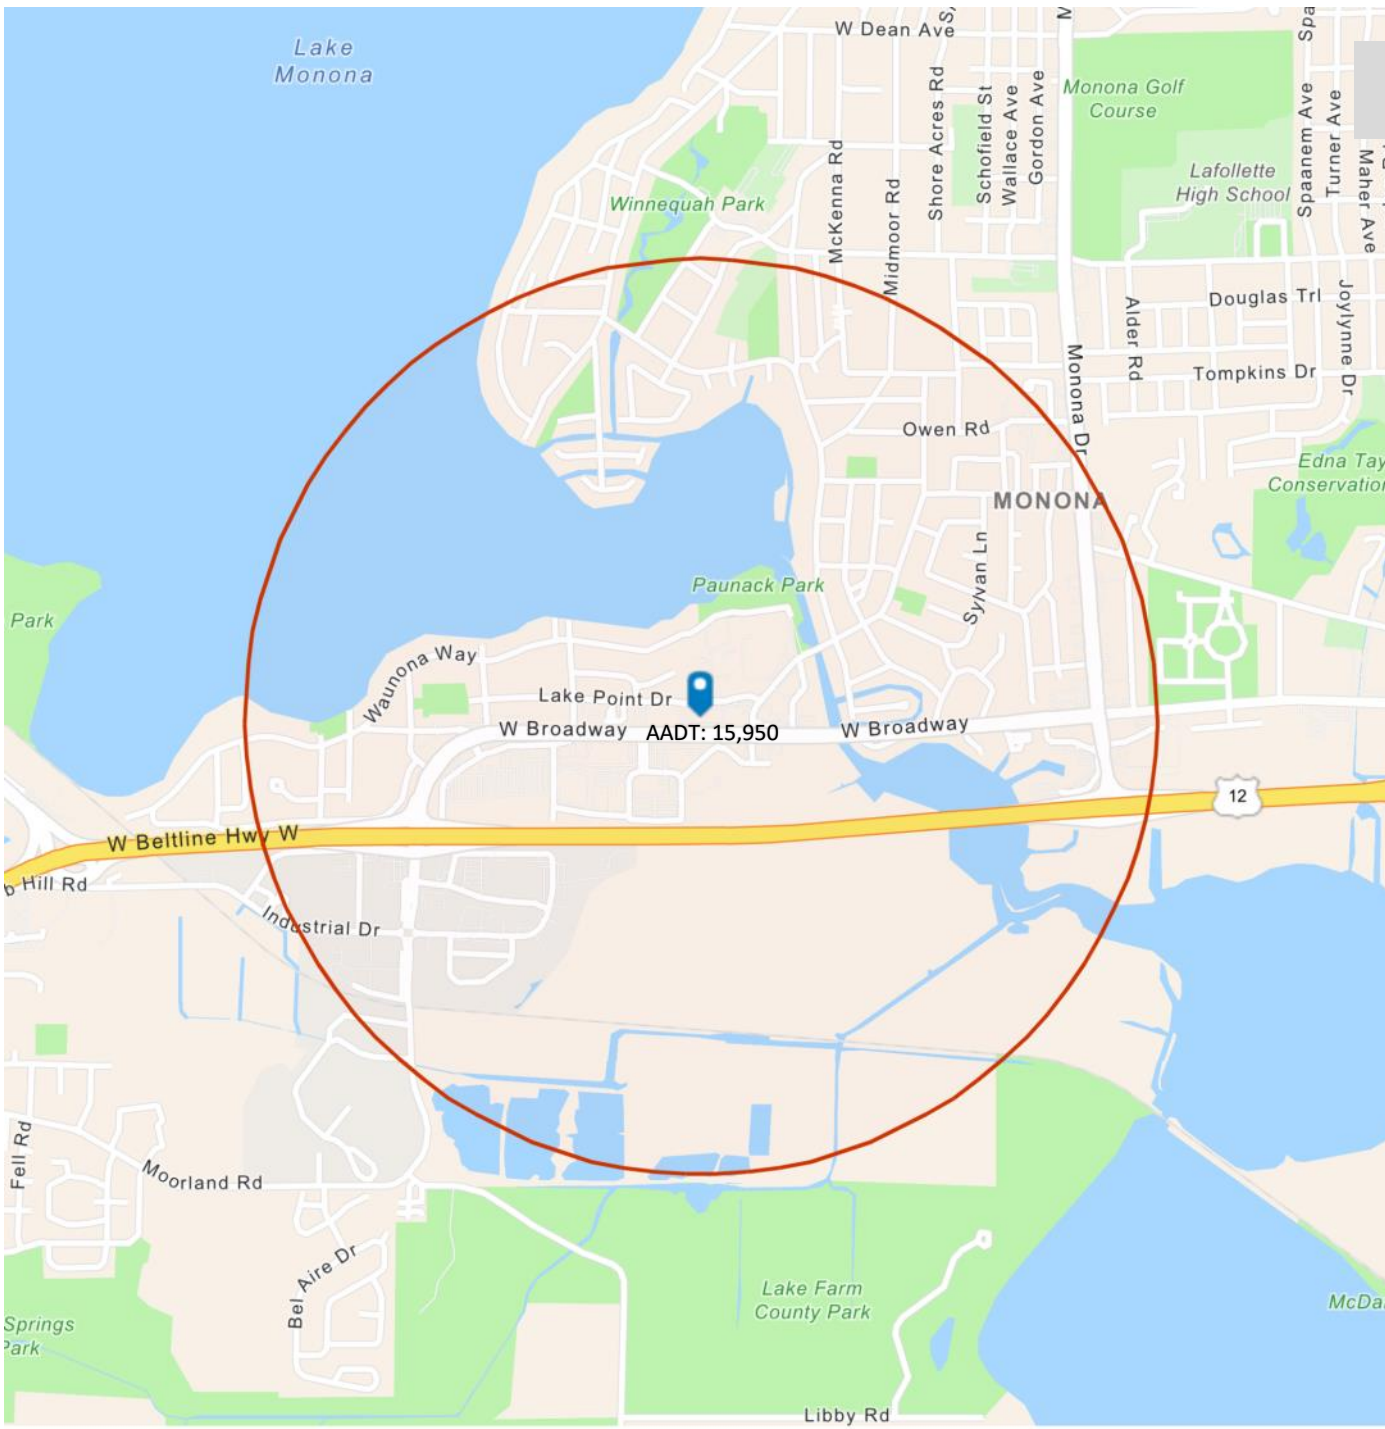 W Dean Ave
Lake
Monona
Monona Golf
Course
Shore Acres Rd
Schofield St
Wallace Ave
Gordon Ave
Spaanem Ave
Turner Ave
Maher Ave
McKenna Rd
Midmoor Rd
Lafollette
High School
Winnequah Park
Douglas Trl
Alder Rd
Joylynne Dr
Monona Dr
Tompkins Dr
Owen Rd
Edna Tay
Conservation
MONONA
Sylvan Ln
Paunack Park
Park
Waunona Way
Lake Point Dr
W Broadway
AADT: 15,950
W Broadway
12
W Beltline Hwy W
b Hill Rd
Industrial Dr
Fell Rd
Moorland Rd
Bel Aire Dr
Lake Farm
County Park
McDa
Springs
Park
Libby Rd